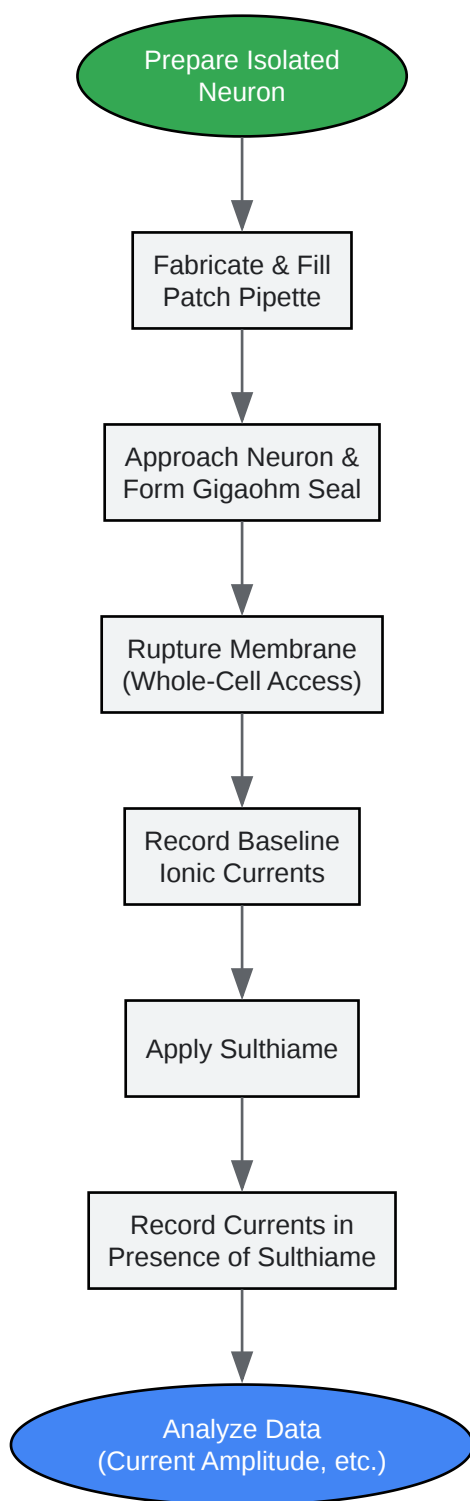 Prepare Isolated
Neuron
Fabricate & Fill
Patch Pipette
Approach Neuron &
Form Gigaohm Seal
Rupture Membrane
(Whole-Cell Access)
Record Baseline
Ionic Currents
Apply Sulthiame
Record Currents in
Presence of Sulthiame
Analyze Data
(Current Amplitude, etc.)